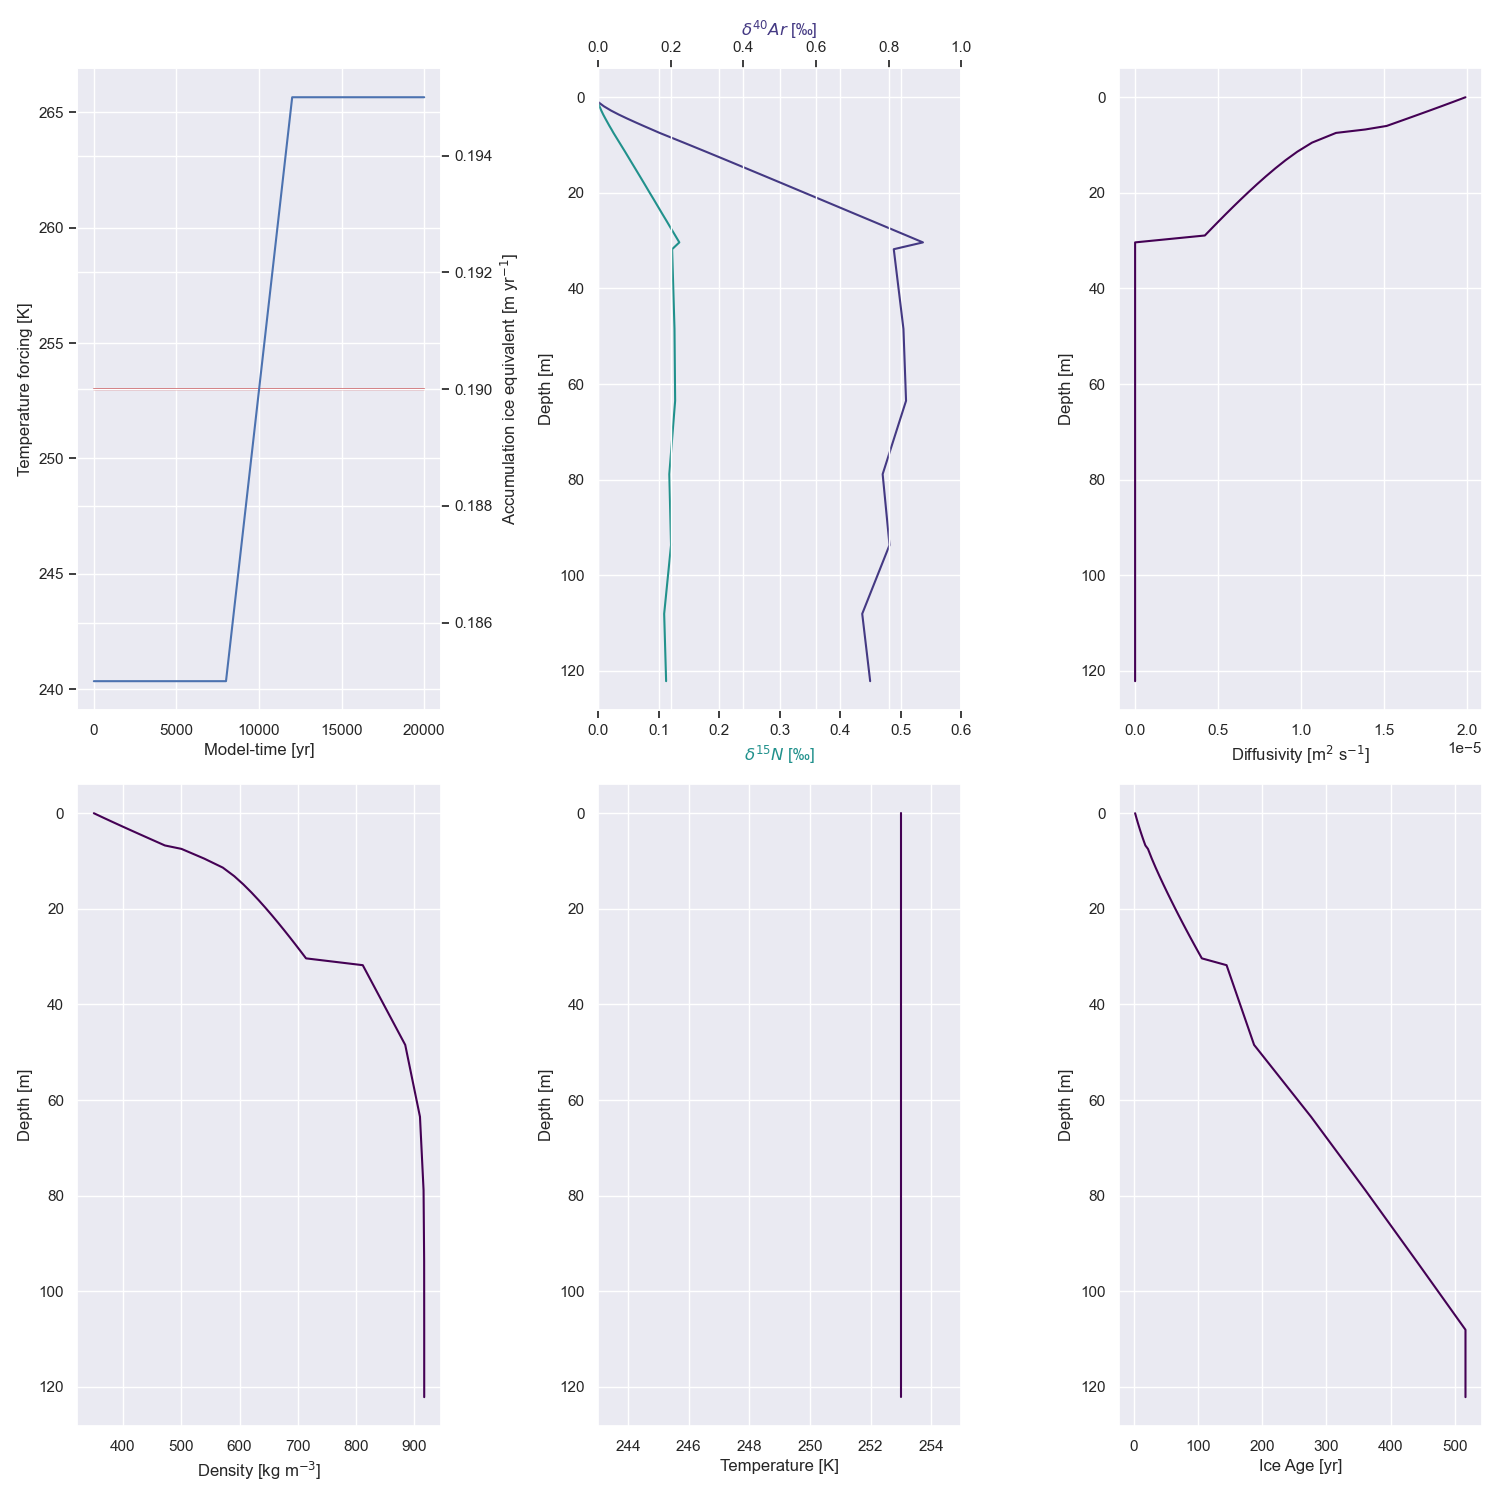 δ⁴⁰Ar [‰]
0.0 0.2 0.4 0.6 0.8 1.0
Temperature forcing [K]
265
260
255
250
245
240
0 5000 10000 15000 20000
Model-time [yr]
0.194
0.192
0.190
0.188
0.186
Accumulation ice equivalent [m yr⁻¹]
Depth [m]
0
20
40
60
80
100
120
0.0 0.1 0.2 0.3 0.4 0.5 0.6
δ¹⁵N [‰]
Depth [m]
0
20
40
60
80
100
120
0.0 0.5 1.0 1.5 2.0
1e−5
Diffusivity [m² s⁻¹]
Depth [m]
0
20
40
60
80
100
120
400 500 600 700 800 900
Density [kg m⁻³]
Depth [m]
0
20
40
60
80
100
120
244 246 248 250 252 254
Temperature [K]
Depth [m]
0
20
40
60
80
100
120
0 100 200 300 400 500
Ice Age [yr]